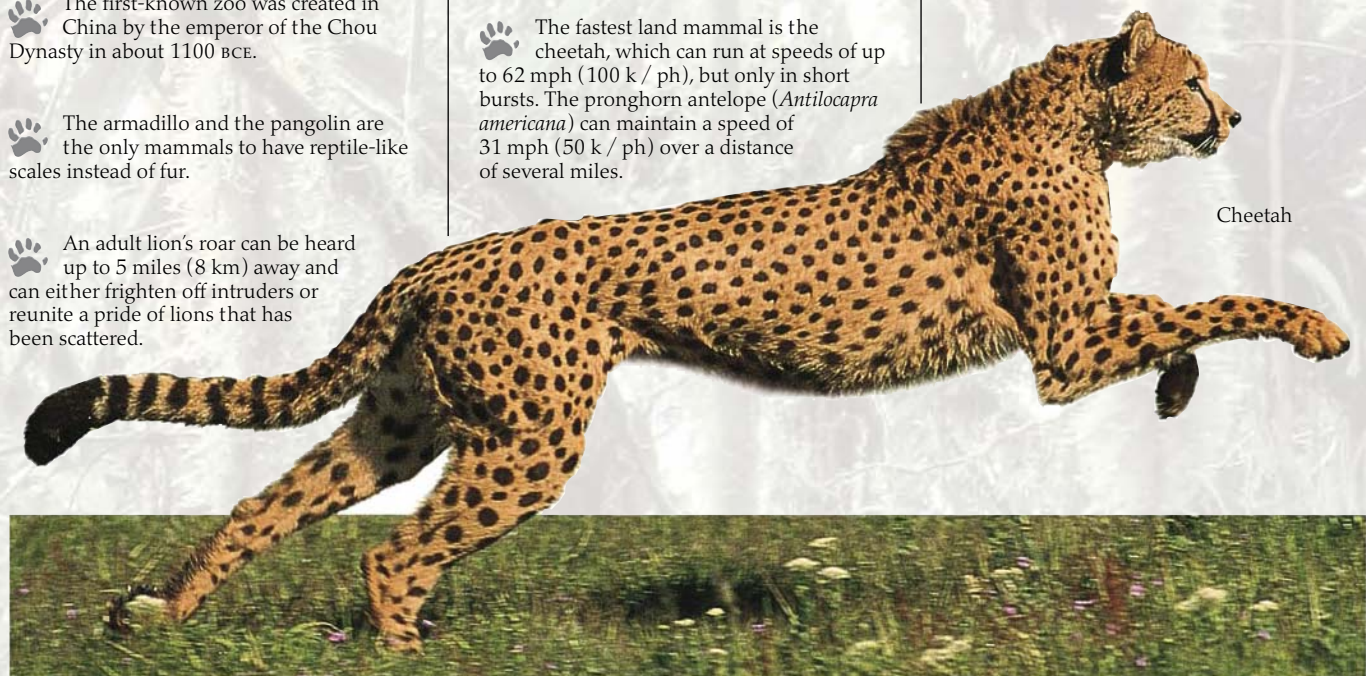 The first-known zoo was created in
China by the emperor of the Chou
Dynasty in about 1100 BCE.
The armadillo and the pangolin are
the only mammals to have reptile-like
scales instead of fur.
An adult lion's roar can be heard
up to 5 miles (8 km) away and
can either frighten off intruders or
reunite a pride of lions that has
been scattered.
The fastest land mammal is the
cheetah, which can run at speeds of up
to 62 mph (100 k / ph), but only in short
bursts. The pronghorn antelope (Antilocapra
americana) can maintain a speed of
31 mph (50 k / ph) over a distance
of several miles.
Cheetah